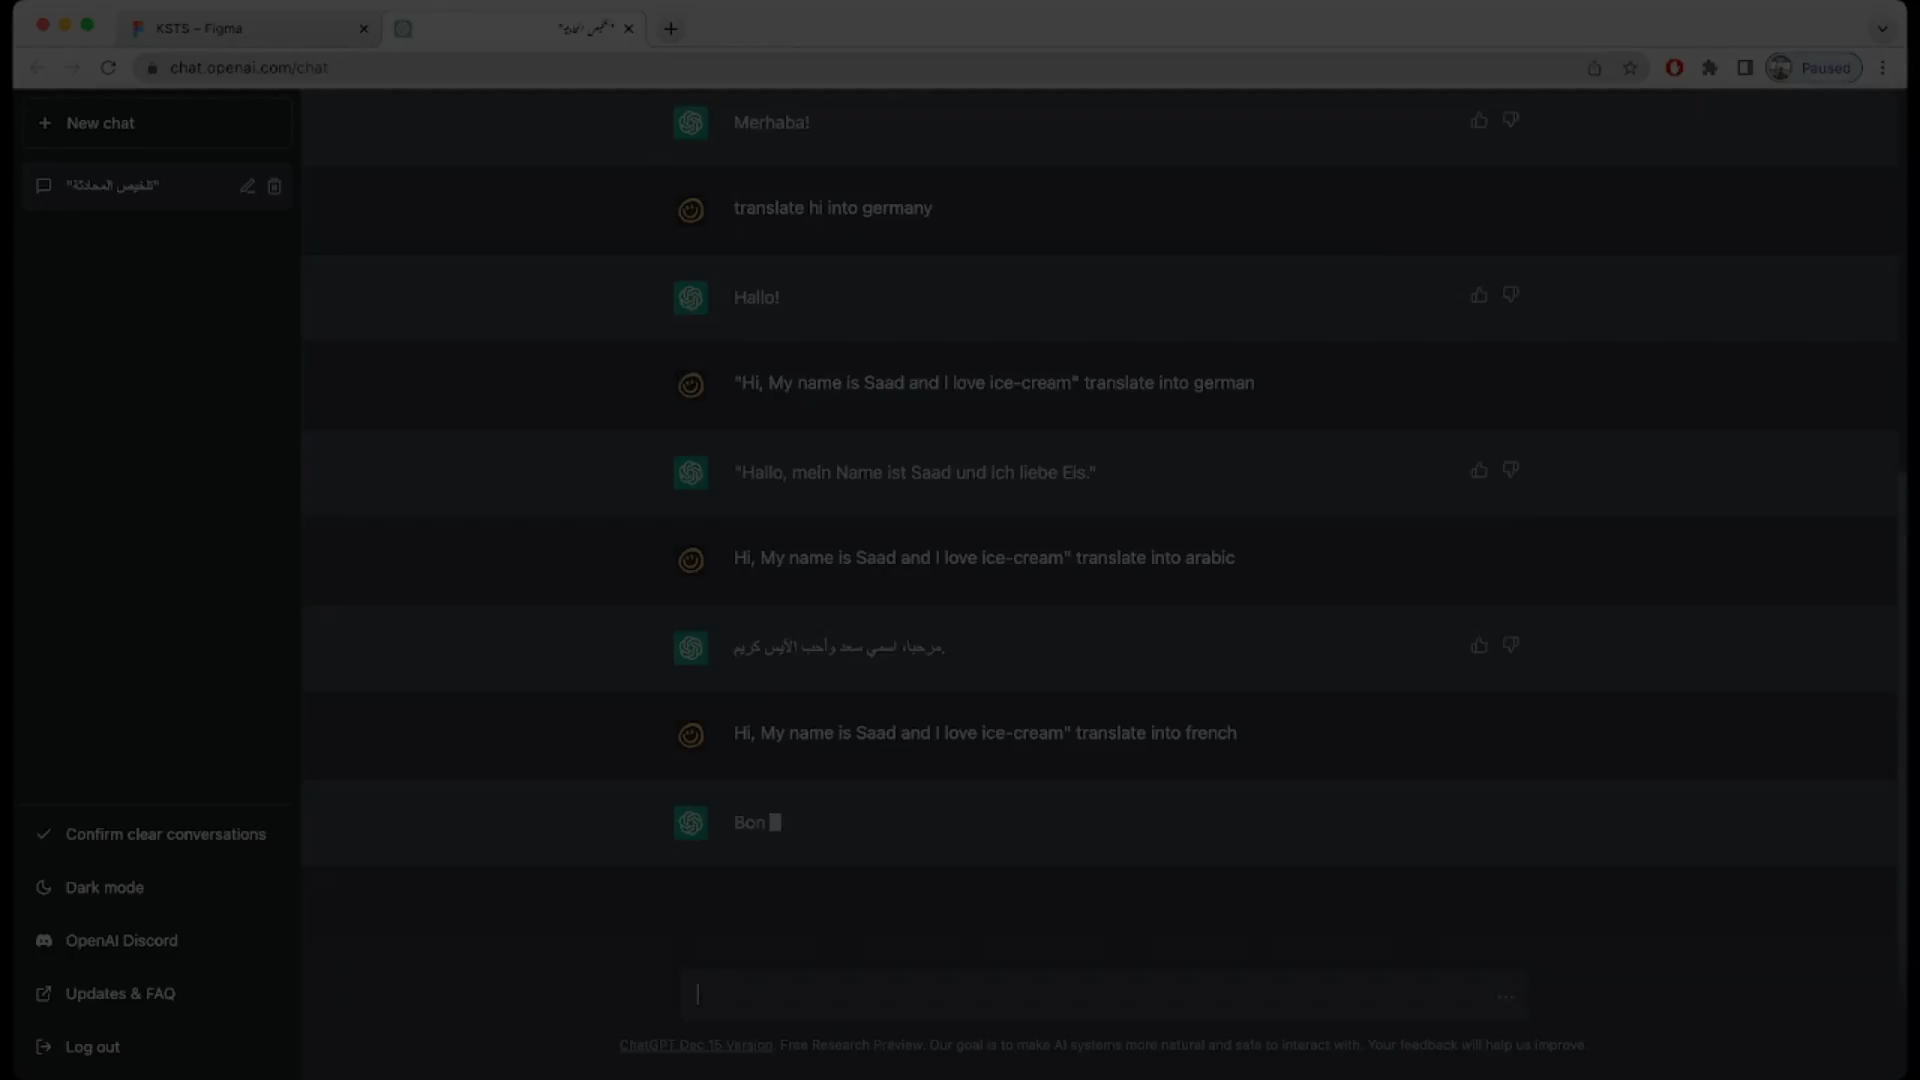 KSTS – Figma
"تلخيص المحادثة"
chat.openai.com/chat
Paused
New chat
"تلخيص المحادثة"
Merhaba!
translate hi into germany
Hallo!
"Hi, My name is Saad and I love ice-cream" translate into german
"Hallo, mein Name ist Saad und ich liebe Eis."
Hi, My name is Saad and I love ice-cream" translate into arabic
مرحبا، اسمي سعد وأحب الآيس كريم.
Hi, My name is Saad and I love ice-cream" translate into french
Bon
Confirm clear conversations
Dark mode
OpenAI Discord
Updates & FAQ
Log out
ChatGPT Dec 15 Version. Free Research Preview. Our goal is to make AI systems more natural and safe to interact with. Your feedback will help us improve.